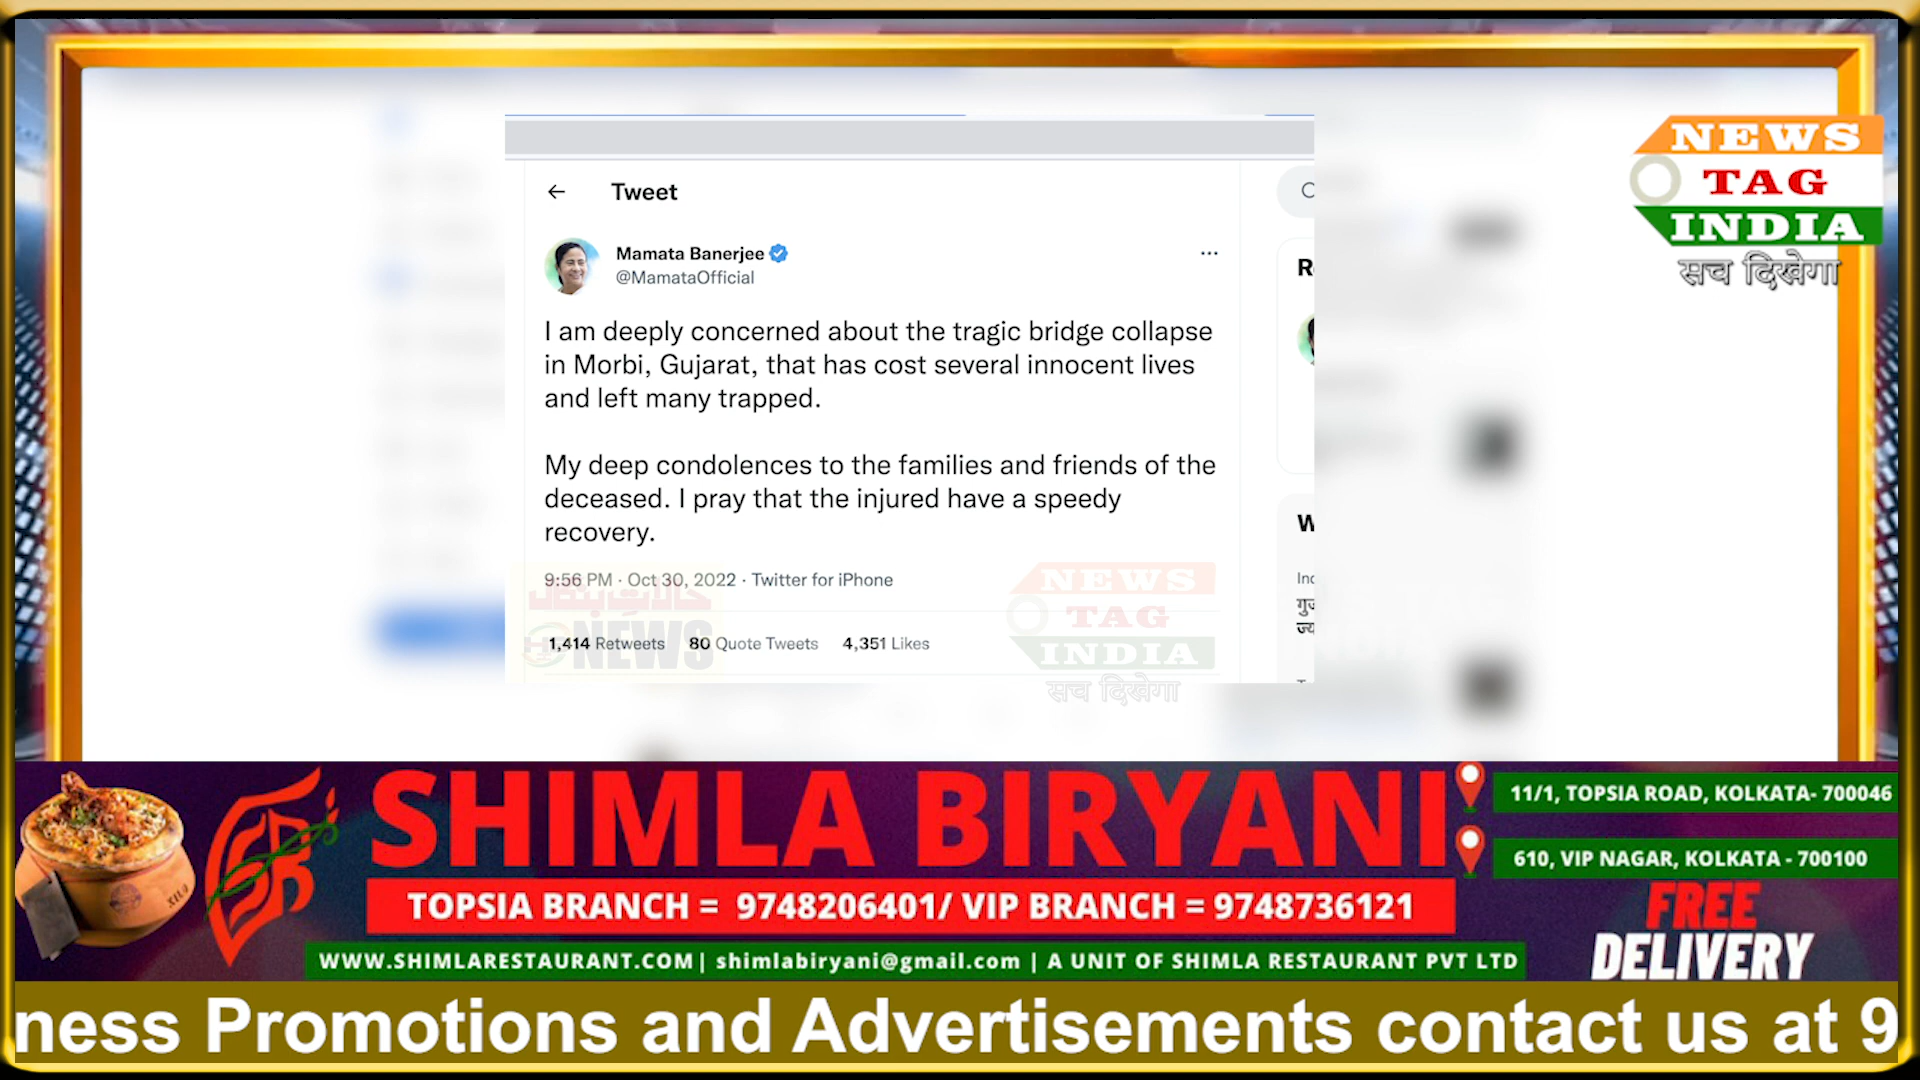 NEWS
TAG
INDIA
सच दिखेगा
Tweet
Mamata Banerjee
@MamataOfficial
I am deeply concerned about the tragic bridge collapse
in Morbi, Gujarat, that has cost several innocent lives
and left many trapped.
My deep condolences to the families and friends of the
deceased. I pray that the injured have a speedy
recovery.
9:56 PM · Oct 30, 2022 · Twitter for iPhone
1,414 Retweets 80 Quote Tweets 4,351 Likes
NEWS
NEWS
TAG
INDIA
सच दिखेगा
SHIMLA BIRYANI
TOPSIA BRANCH = 9748206401/ VIP BRANCH = 9748736121
WWW.SHIMLARESTAURANT.COM | shimlabiryani@gmail.com | A UNIT OF SHIMLA RESTAURANT PVT LTD
11/1, TOPSIA ROAD, KOLKATA- 700046
610, VIP NAGAR, KOLKATA - 700100
FREE
DELIVERY
ness Promotions and Advertisements contact us at 9